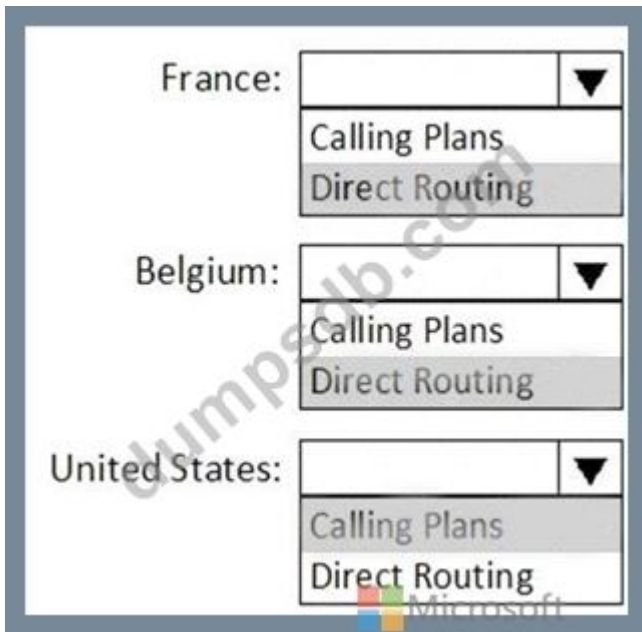 France:
Calling Plans
Direct Routing
Belgium:
Calling Plans
Direct Routing
United States:
Calling Plans
Direct Routing
Microsoft
dumpsdb.com